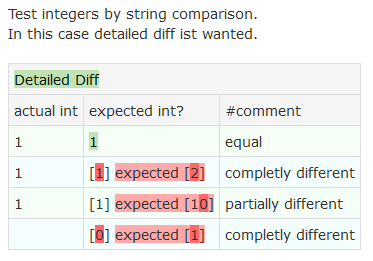 Test integers by string comparison.
In this case detailed diff ist wanted.
Detailed Diff
actual int expected int? #comment
1 1 equal
1 [1] expected [2] completly different
1 [1] expected [10] partially different
[0] expected [1] completly different